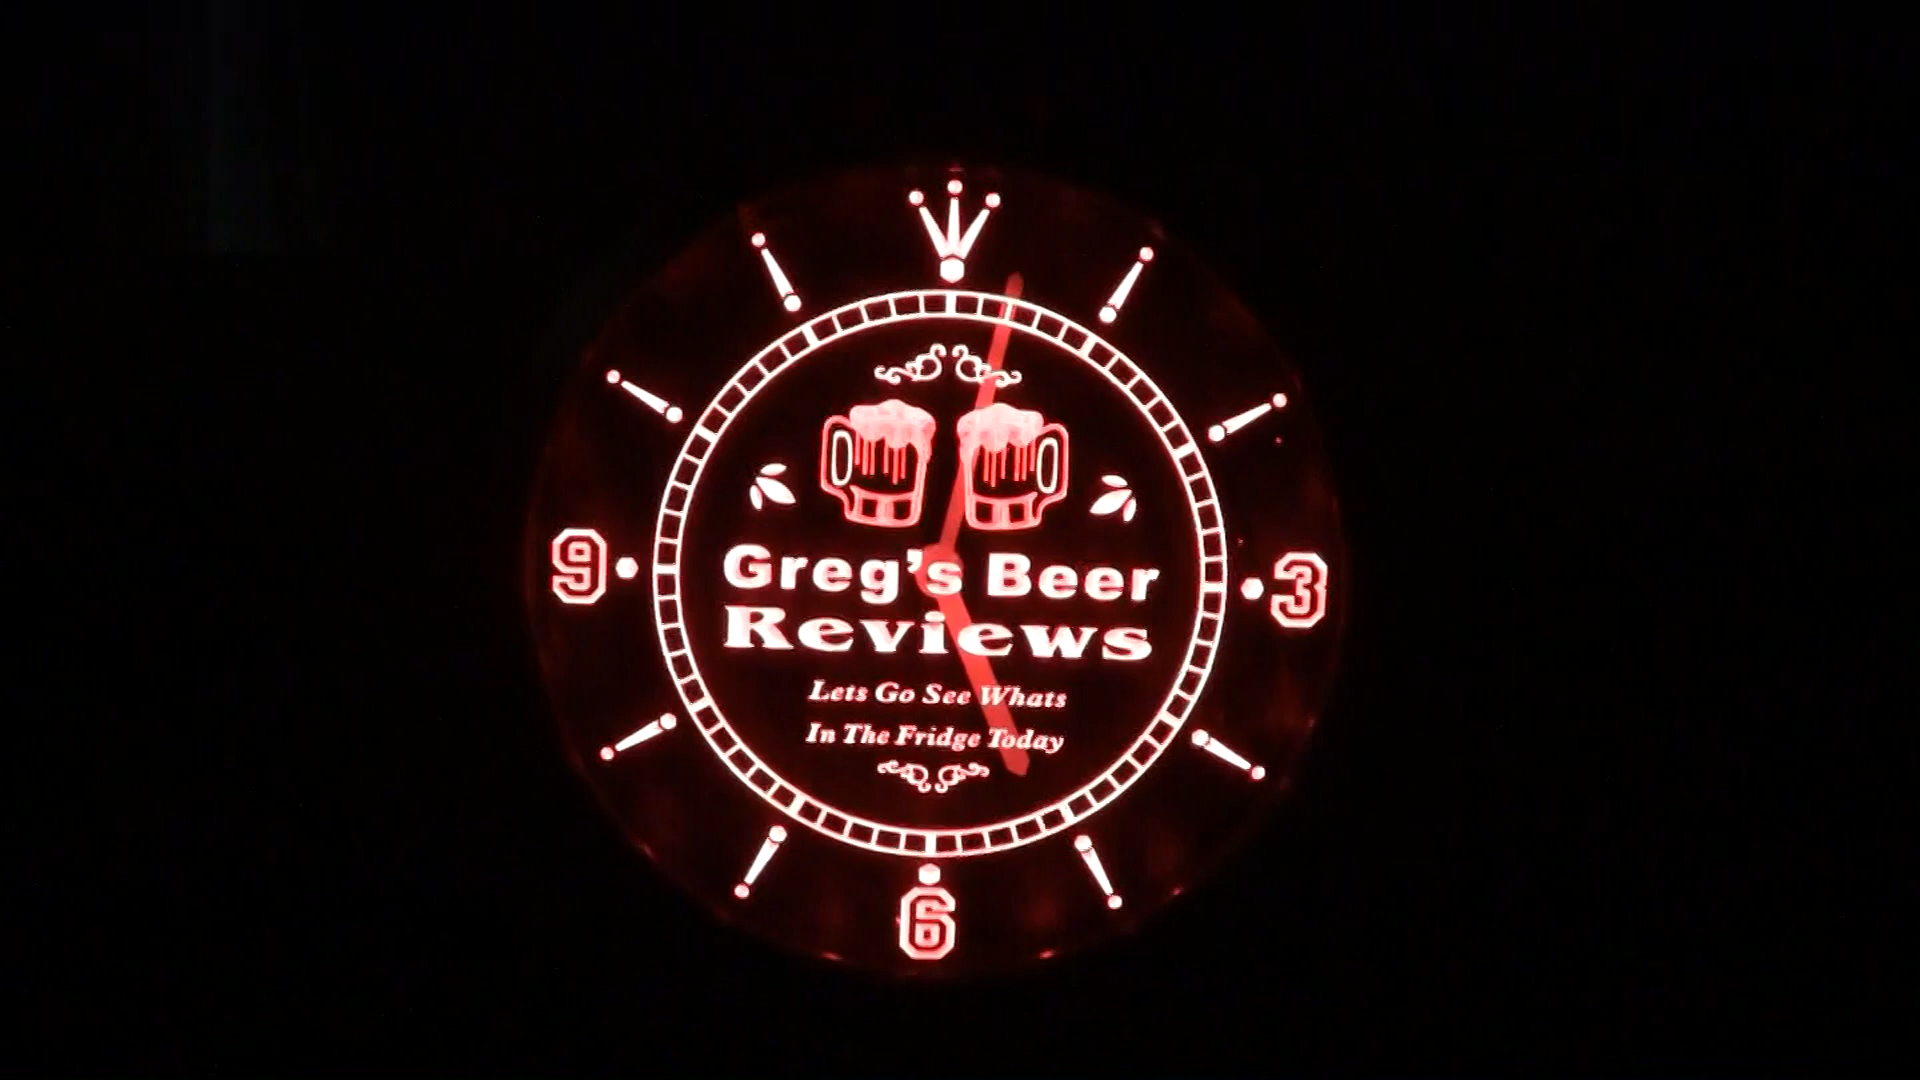 Greg's Beer
Reviews
Lets Go See Whats
In The Fridge Today
9
3
6